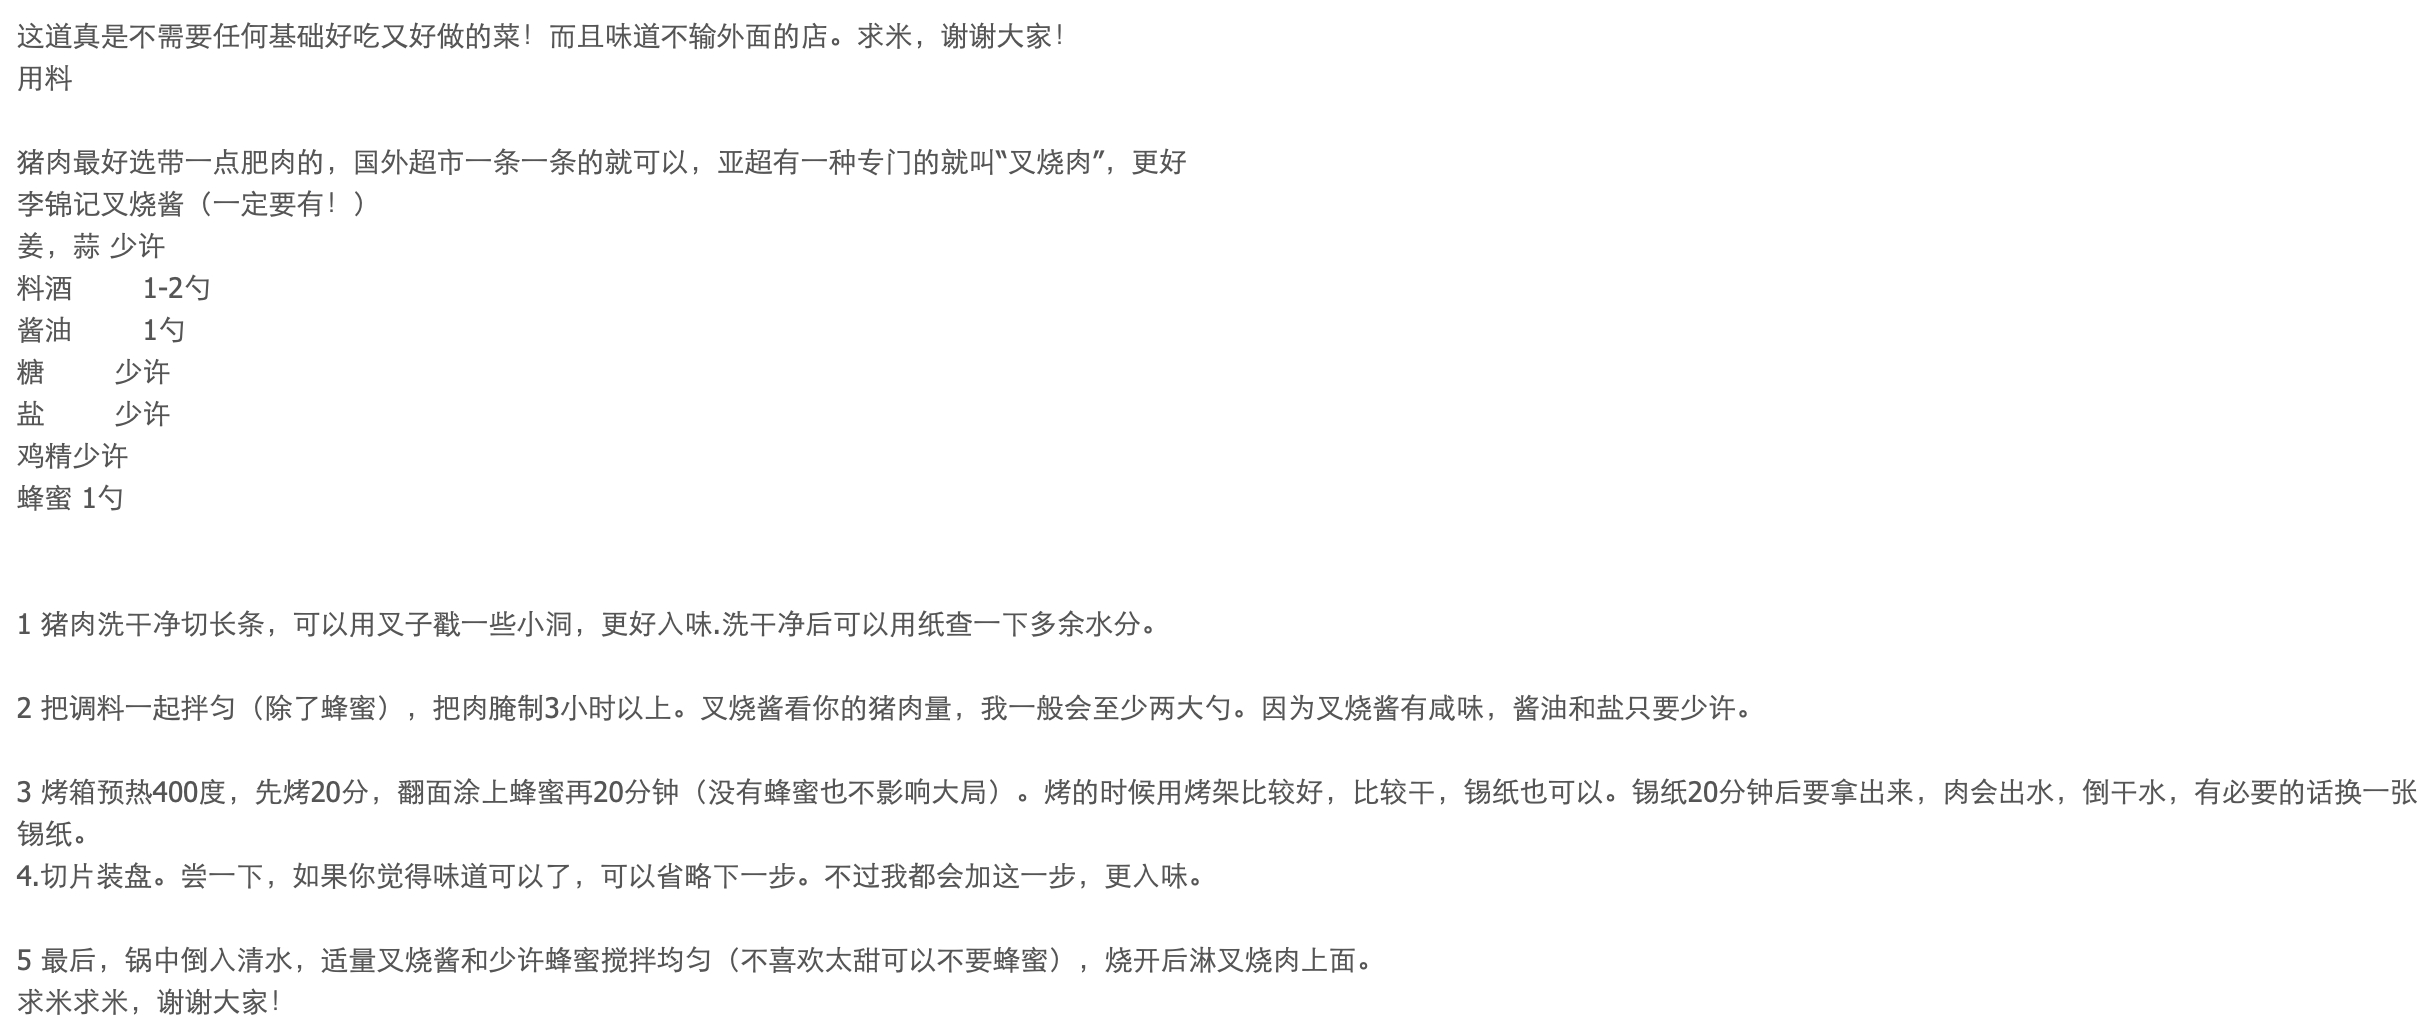 这道真是不需要任何基础好吃又好做的菜！而且味道不输外面的店。求米，谢谢大家！
用料
猪肉最好选带一点肥肉的，国外超市一条一条的就可以，亚超有一种专门的就叫“叉烧肉”，更好
李锦记叉烧酱（一定要有！）
姜，蒜 少许
料酒 1-2勺
酱油 1勺
糖 少许
盐 少许
鸡精少许
蜂蜜 1勺
1 猪肉洗干净切长条，可以用叉子戳一些小洞，更好入味.洗干净后可以用纸查一下多余水分。
2 把调料一起拌匀（除了蜂蜜），把肉腌制3小时以上。叉烧酱看你的猪肉量，我一般会至少两大勺。因为叉烧酱有咸味，酱油和盐只要少许。
3 烤箱预热400度，先烤20分，翻面涂上蜂蜜再20分钟（没有蜂蜜也不影响大局）。烤的时候用烤架比较好，比较干，锡纸也可以。锡纸20分钟后要拿出来，肉会出水，倒干水，有必要的话换一张
锡纸。
4.切片装盘。尝一下，如果你觉得味道可以了，可以省略下一步。不过我都会加这一步，更入味。
5 最后，锅中倒入清水，适量叉烧酱和少许蜂蜜搅拌均匀（不喜欢太甜可以不要蜂蜜），烧开后淋叉烧肉上面。
求米求米，谢谢大家！